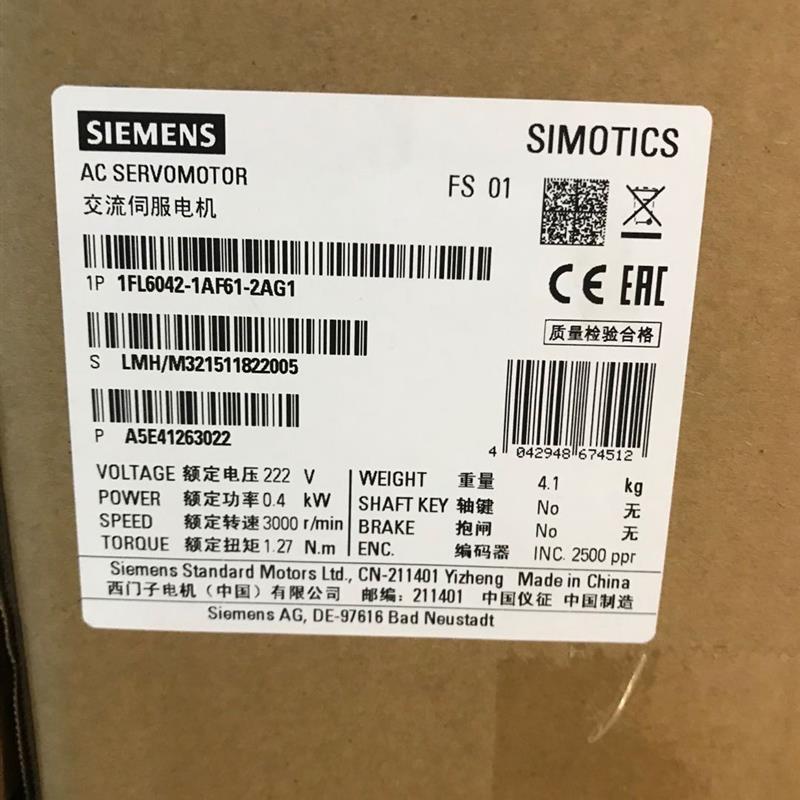 SIEMENS
SIMOTICS
AC SERVOMOTOR
FS 01
交流伺服电机
1P 1FL6042-1AF61-2AG1
CE EAC
质量检验合格
S LMH/M321511822005
P A5E41263022
4 042948 674512
VOLTAGE 额定电压 222 V
POWER 额定功率 0.4 kW
SPEED 额定转速 3000 r/min
TORQUE 额定扭矩 1.27 N.m
WEIGHT 重量 4.1 kg
SHAFT KEY 轴键 No 无
BRAKE 抱闸 No 无
ENC. 编码器 INC. 2500 ppr
Siemens Standard Motors Ltd., CN-211401 Yizheng Made in China
西门子电机（中国）有限公司 邮编：211401 中国仪征 中国制造
Siemens AG, DE-97616 Bad Neustadt